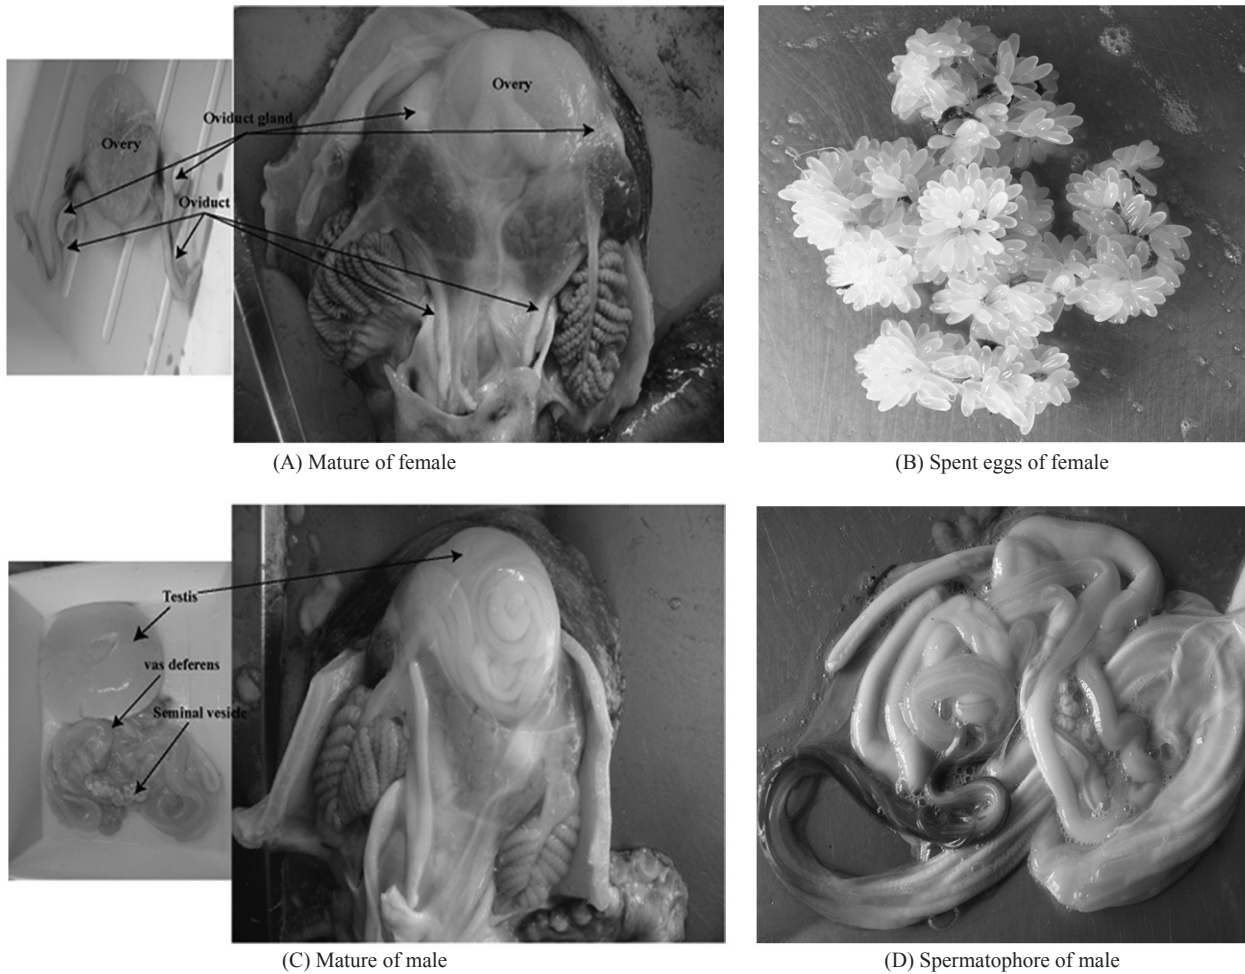 Overy
Overy
Oviduct gland
Oviduct
(A) Mature of female
(B) Spent eggs of female
Testis
vas deferens
Seminal vesicle
(C) Mature of male
(D) Spermatophore of male